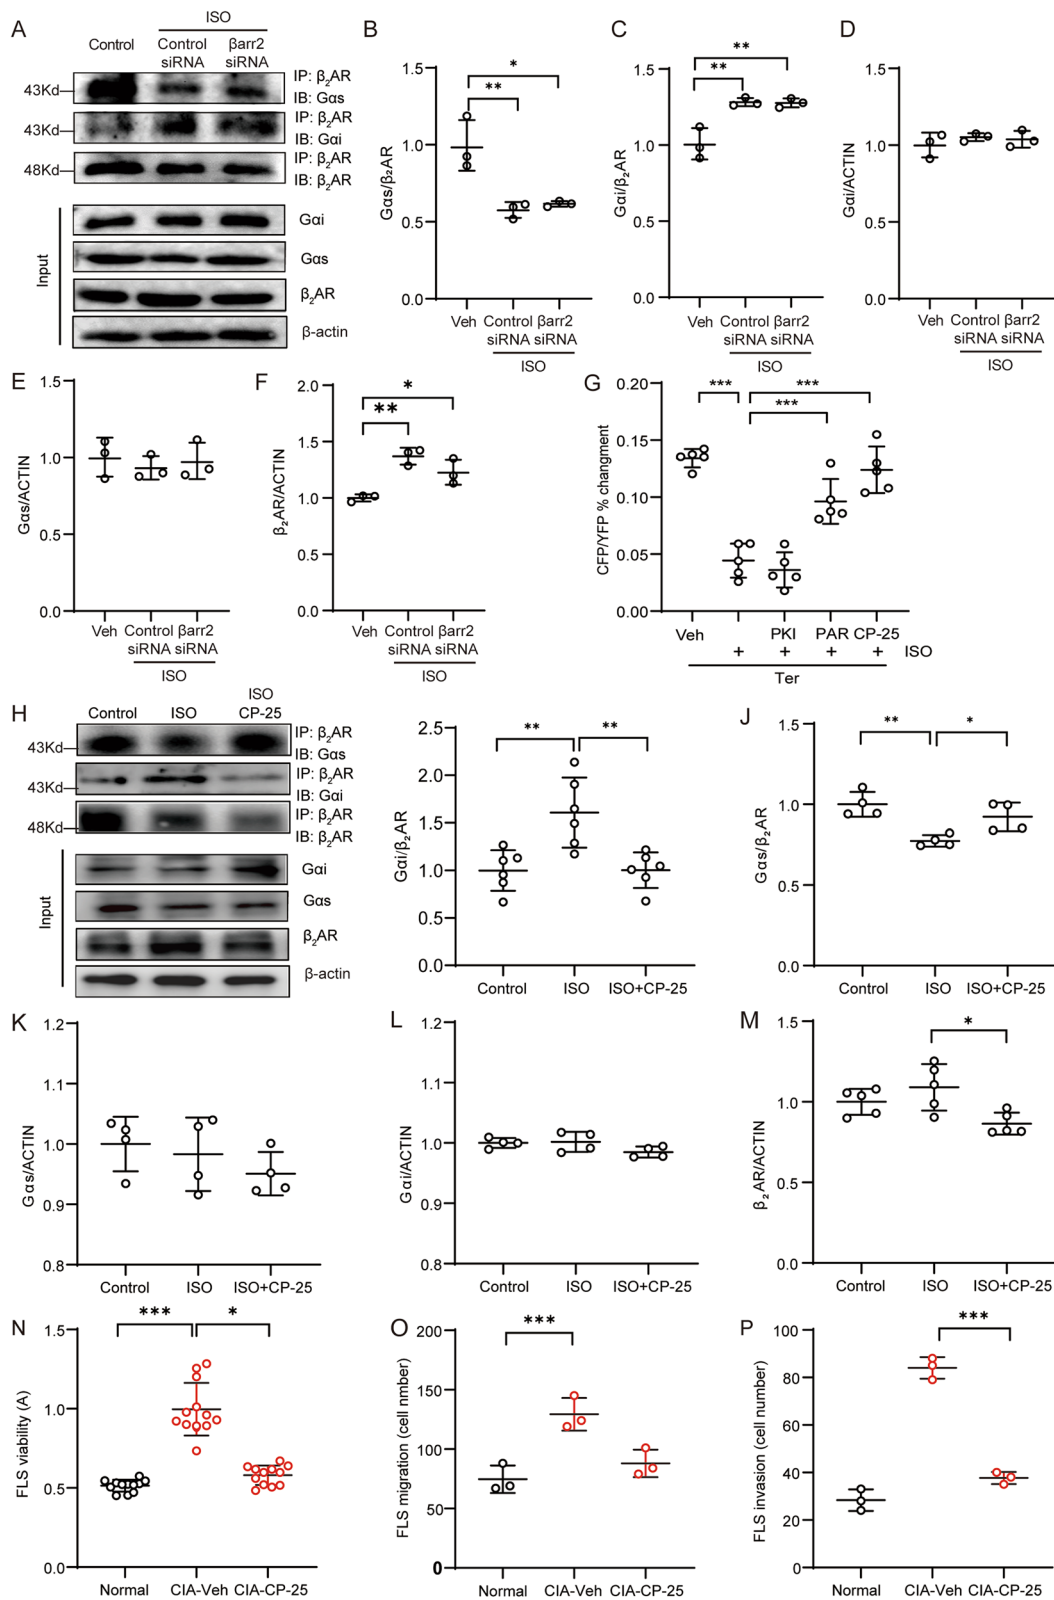 A
ISO
Control
Control
siRNA
βarr2
siRNA
43Kd
IP: β₂AR
IB: Gαs
43Kd
IP: β₂AR
IB: Gαi
48Kd
IP: β₂AR
IB: β₂AR
Input
Gαi
Gαs
β₂AR
β-actin
B
Gαs/β₂AR
1.5
1.0
0.5
0.0
**
*
Veh
Control βarr2
siRNA siRNA
ISO
C
Gαi/β₂AR
1.5
1.0
0.5
0.0
**
**
Veh
Control βarr2
siRNA siRNA
ISO
D
Gαi/ACTIN
1.5
1.0
0.5
0.0
Veh
Control βarr2
siRNA siRNA
ISO
E
Gαs/ACTIN
1.5
1.0
0.5
0.0
Veh
Control βarr2
siRNA siRNA
ISO
F
β₂AR/ACTIN
2.0
1.5
1.0
0.5
0.0
*
**
Veh
Control βarr2
siRNA siRNA
ISO
G
CFP/YFP % changment
0.20
0.15
0.10
0.05
0.00
***
***
***
Veh
PKI
PAR
CP-25
+ + + + ISO
Ter
H
Control
ISO
ISO
CP-25
43Kd
IP: β₂AR
IB: Gαs
43Kd
IP: β₂AR
IB: Gαi
48Kd
IP: β₂AR
IB: β₂AR
Input
Gαi
Gαs
β₂AR
β-actin
Gαi/β₂AR
2.5
2.0
1.5
1.0
0.5
0.0
**
**
Control
ISO
ISO+CP-25
J
Gαs/β₂AR
1.5
1.0
0.5
0.0
**
*
Control
ISO
ISO+CP-25
K
Gαs/ACTIN
1.2
1.1
1.0
0.9
0.8
Control
ISO
ISO+CP-25
L
Gαi/ACTIN
1.2
1.1
1.0
0.9
0.8
Control
ISO
ISO+CP-25
M
β₂AR/ACTIN
1.5
1.0
0.5
0.0
*
Control
ISO
ISO+CP-25
N
FLS viability (A)
1.5
1.0
0.5
0.0
***
*
Normal
CIA-Veh
CIA-CP-25
O
FLS migration (cell nmber)
200
150
100
50
0
***
Normal
CIA-Veh
CIA-CP-25
P
FLS invasion (cell number)
100
80
60
40
20
0
***
Normal
CIA-Veh
CIA-CP-25